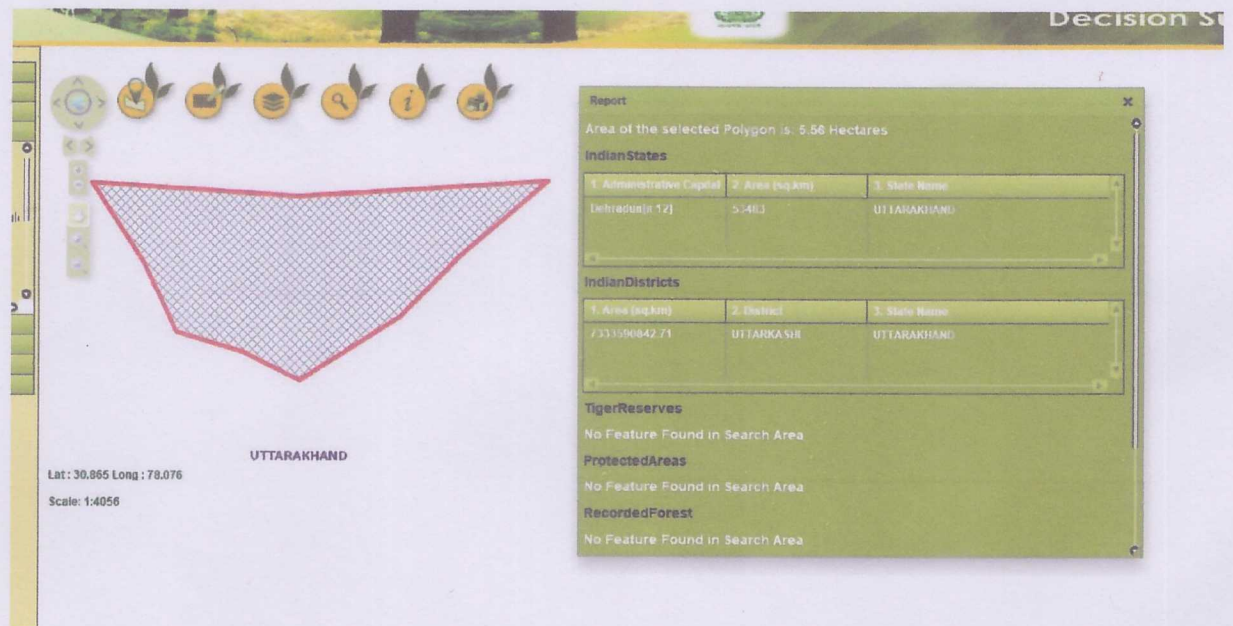 Decision Su
Report
Area of the selected Polygon is: 5.56 Hectares
IndianStates
1. Administrative Capital 2. Area (sq.km) 3. State Name
Dehradun[# 12] 53483 UTTARAKHAND
IndianDistricts
1. Area (sq.km) 2. District 3. State Name
7333590842.71 UTTARKASHI UTTARAKHAND
TigerReserves
No Feature Found in Search Area
ProtectedAreas
No Feature Found in Search Area
RecordedForest
No Feature Found in Search Area
UTTARAKHAND
Lat : 30.865 Long : 78.076
Scale: 1:4056